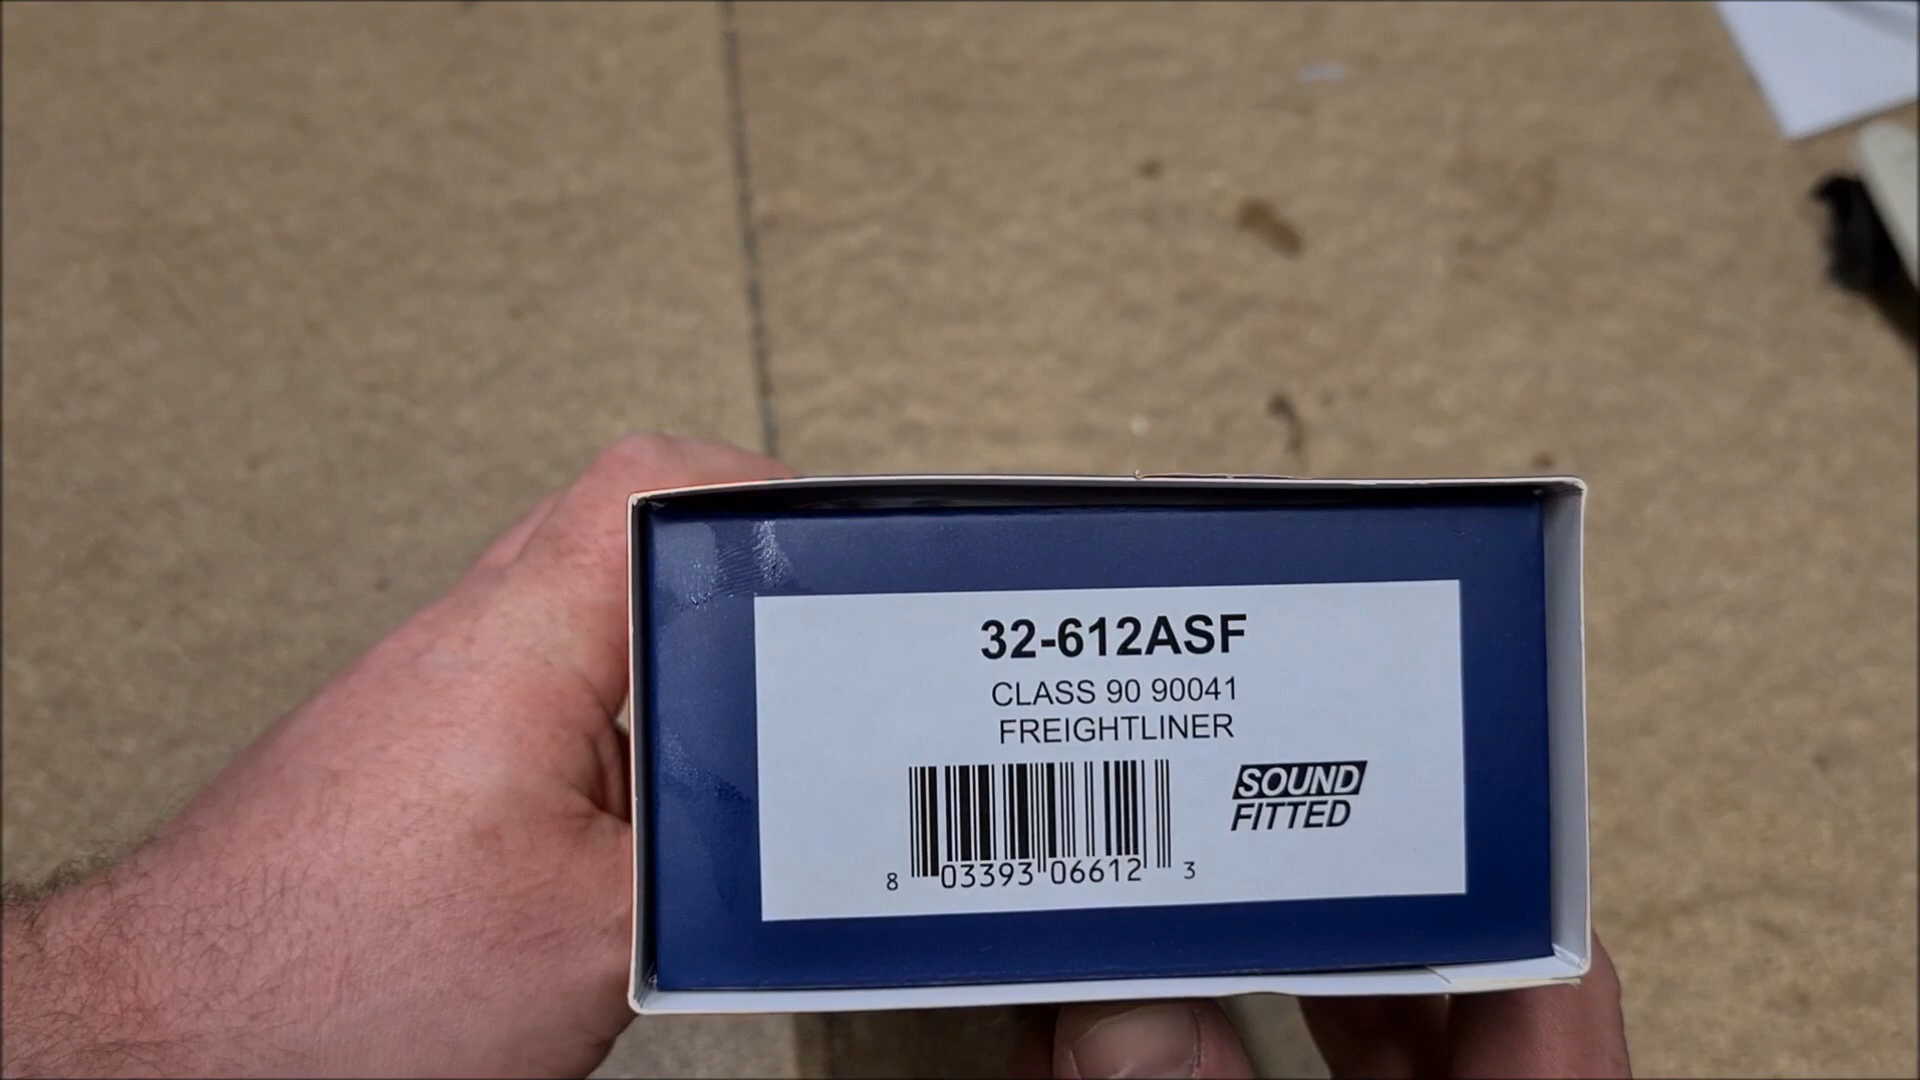 32-612ASF
CLASS 90 90041
FREIGHTLINER
SOUND
FITTED
8 03393 06612 3